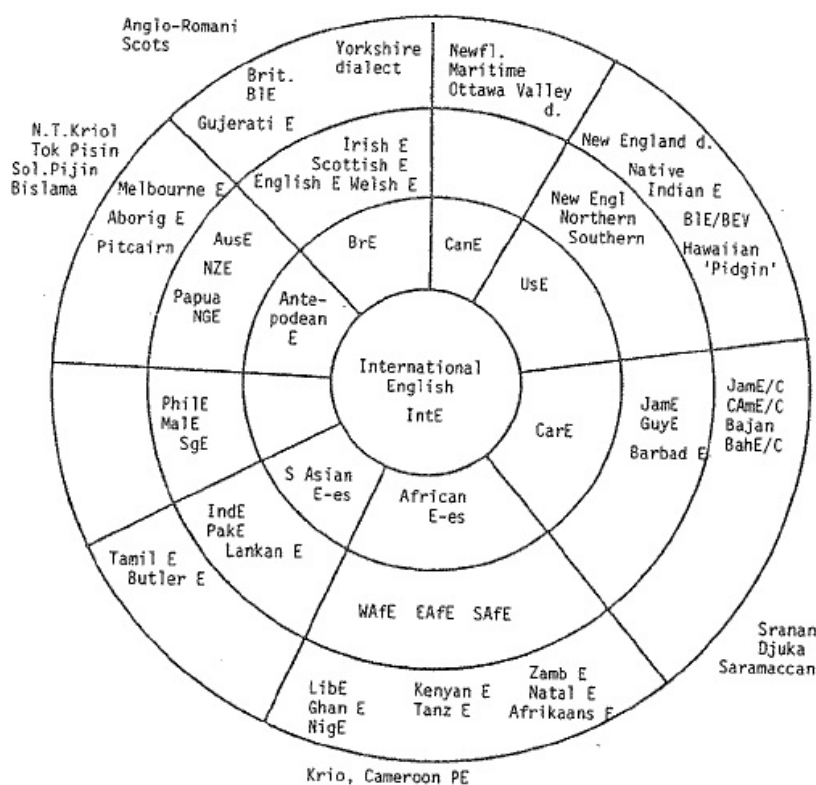 Anglo-Romani
Scots
Yorkshire
dialect
Brit.
BlE
Gujerati E
Newfl.
Maritime
Ottawa Valley
d.
New England d.
Native
Indian E
BlE/BEV
Hawaiian
'Pidgin'
N.T.Kriol
Tok Pisin
Sol.Pijin
Bislama
Melbourne E
Aborig E
Pitcairn
Irish E
Scottish E
English E Welsh E
New Engl
Northern
Southern
AusE
NZE
Papua
NGE
BrE
CanE
UsE
Ante-
podean
E
International
English
IntE
PhilE
MalE
SgE
CarE
JamE
GuyE
Barbad E
JamE/C
CAmE/C
Bajan
BahE/C
S Asian
E-es
African
E-es
IndE
PakE
Lankan E
Tamil E
Butler E
WAfE EAfE SAfE
LibE
Ghan E
NigE
Kenyan E
Tanz E
Zamb E
Natal E
Afrikaans E
Sranan
Djuka
Saramaccan
Krio, Cameroon PE